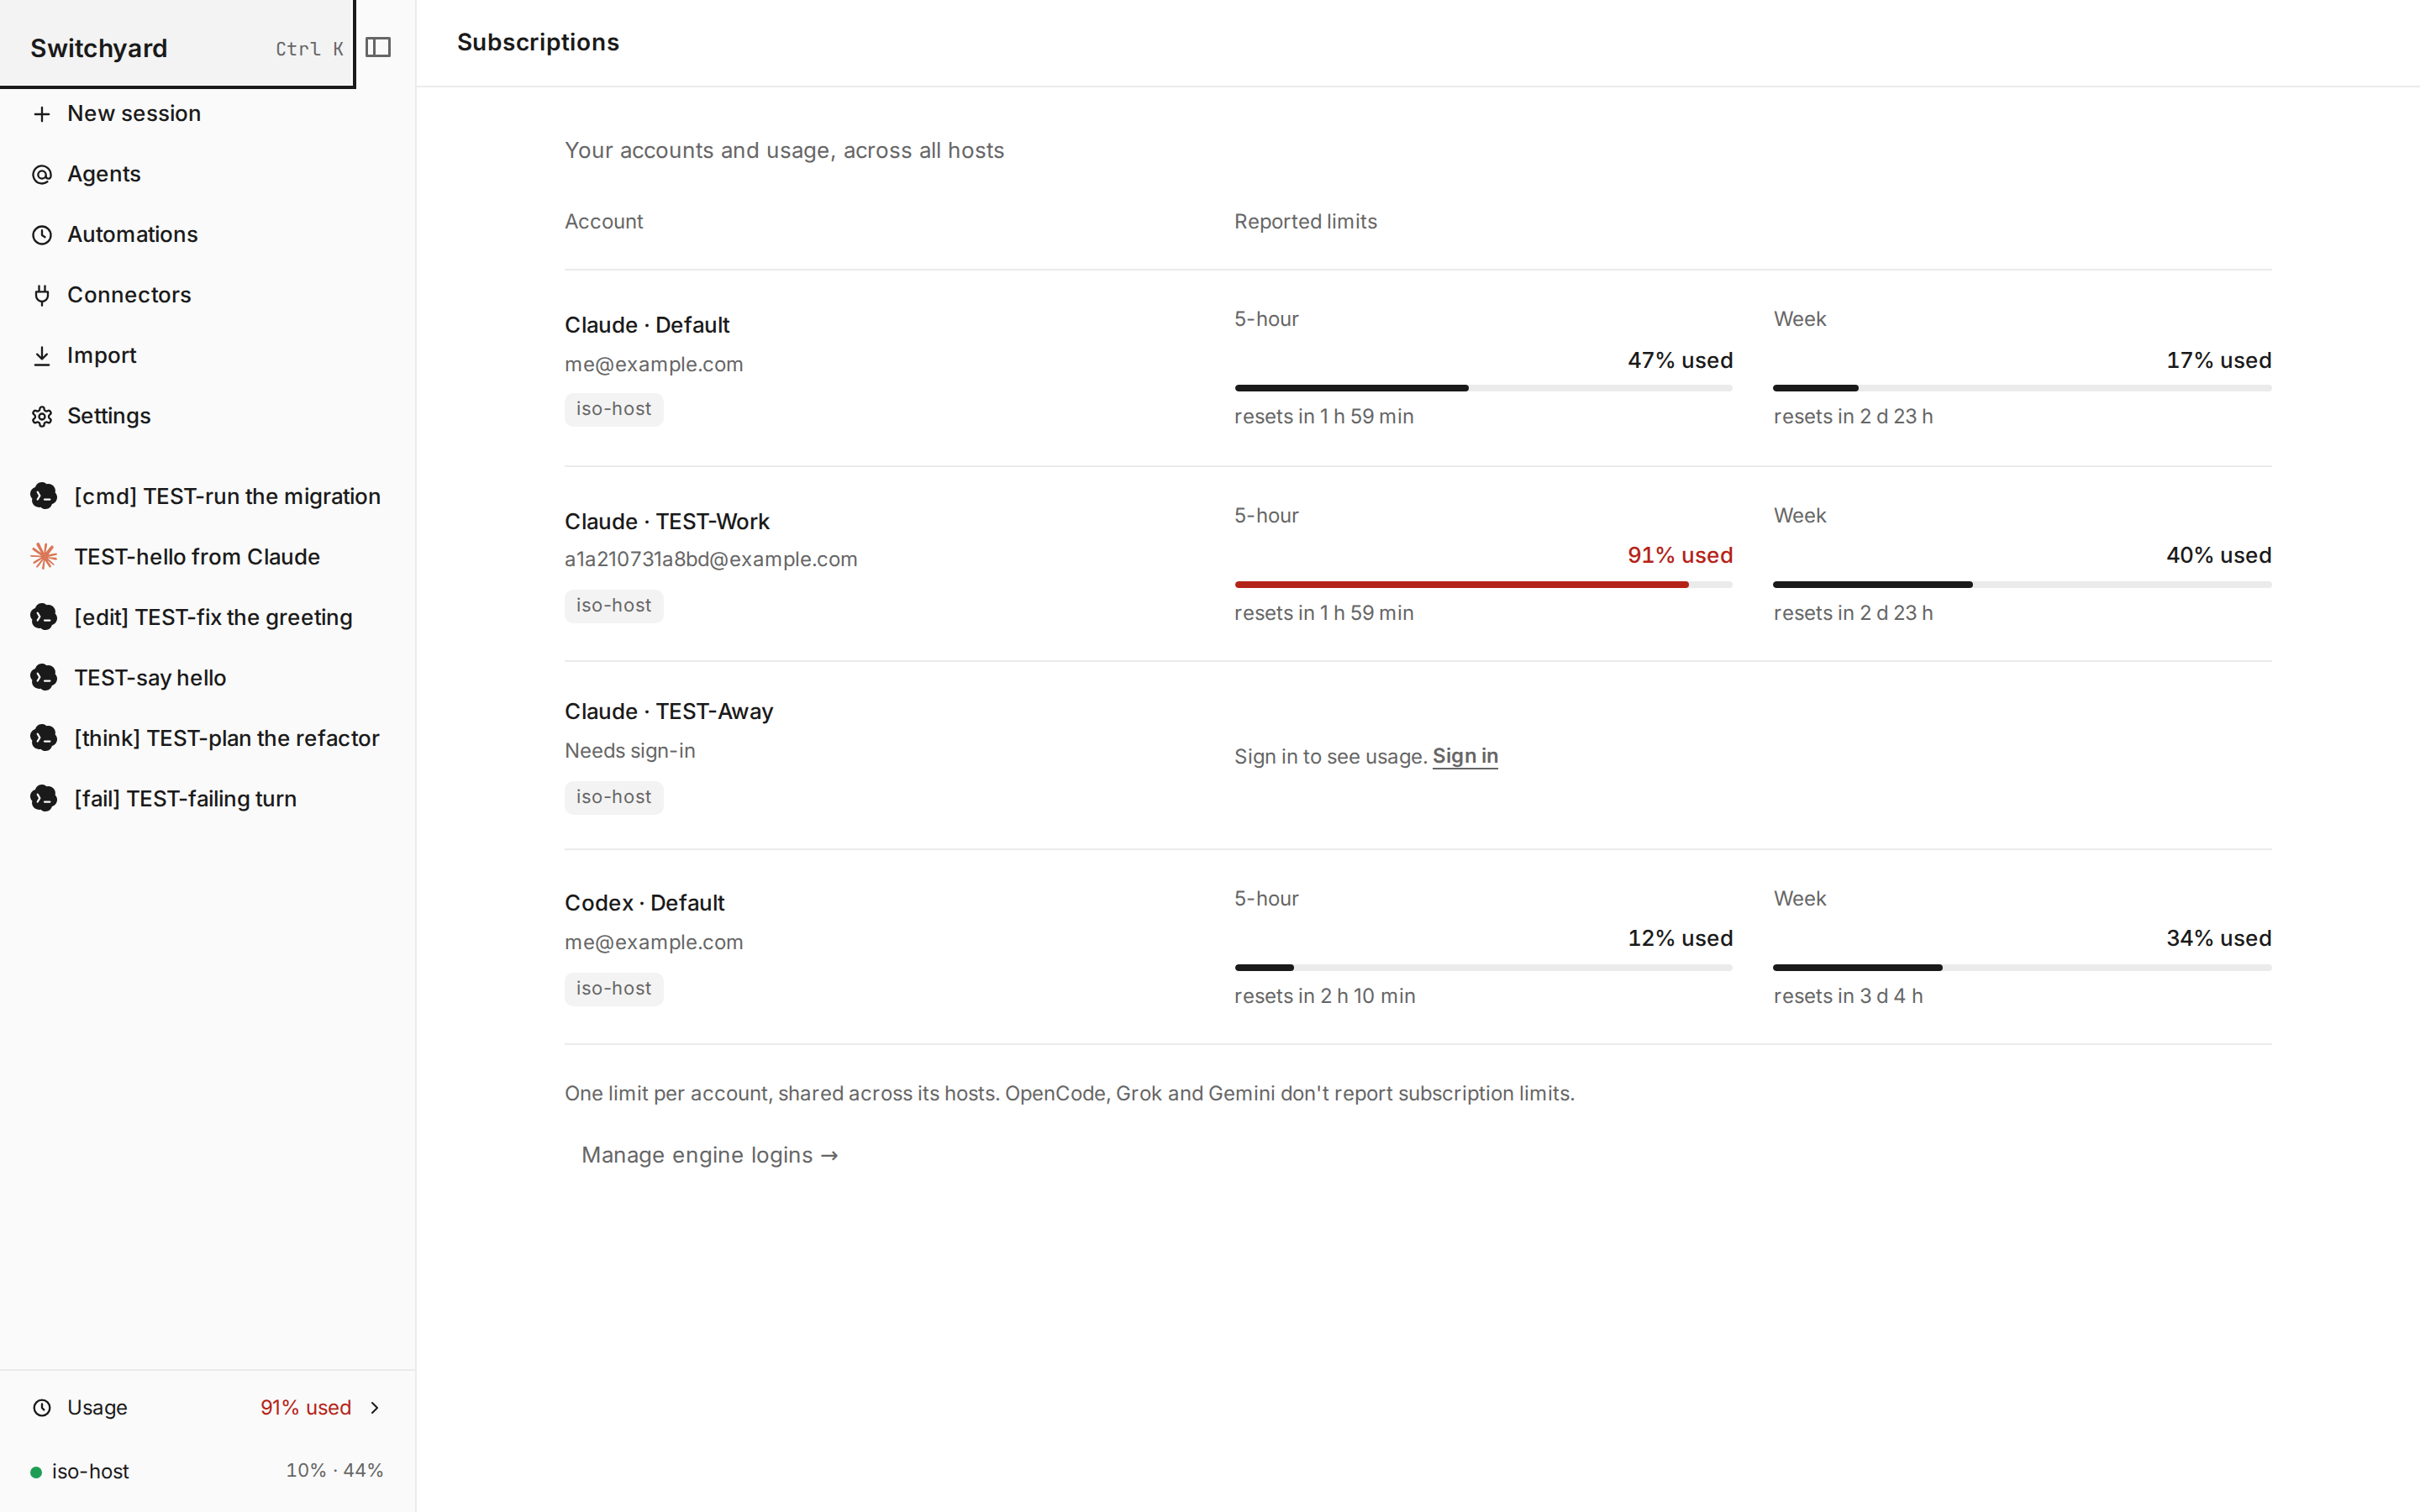 Switchyard Ctrl K
New session
Agents
Automations
Connectors
Import
Settings
[cmd] TEST-run the migration
TEST-hello from Claude
[edit] TEST-fix the greeting
TEST-say hello
[think] TEST-plan the refactor
[fail] TEST-failing turn
Usage 91% used
iso-host 10% · 44%
Subscriptions
Your accounts and usage, across all hosts
Account Reported limits
Claude · Default
me@example.com
iso-host
5-hour
47% used
resets in 1 h 59 min
Week
17% used
resets in 2 d 23 h
Claude · TEST-Work
a1a210731a8bd@example.com
iso-host
5-hour
91% used
resets in 1 h 59 min
Week
40% used
resets in 2 d 23 h
Claude · TEST-Away
Needs sign-in
iso-host
Sign in to see usage. Sign in
Codex · Default
me@example.com
iso-host
5-hour
12% used
resets in 2 h 10 min
Week
34% used
resets in 3 d 4 h
One limit per account, shared across its hosts. OpenCode, Grok and Gemini don't report subscription limits.
Manage engine logins →